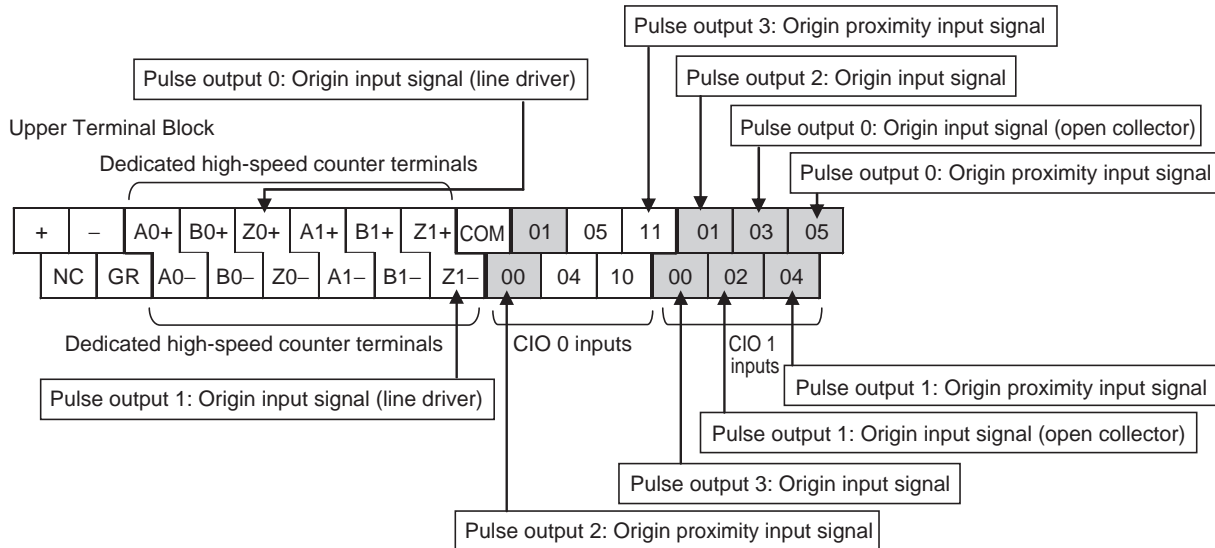 Pulse output 3: Origin proximity input signal
Pulse output 2: Origin input signal
Pulse output 0: Origin input signal (line driver)
Upper Terminal Block
Pulse output 0: Origin input signal (open collector)
Dedicated high-speed counter terminals
Pulse output 0: Origin proximity input signal
+ – A0+ B0+ Z0+ A1+ B1+ Z1+ COM 01 05 11 01 03 05
NC GR A0– B0– Z0– A1– B1– Z1– 00 04 10 00 02 04
Dedicated high-speed counter terminals
CIO 0 inputs
CIO 1
inputs
Pulse output 1: Origin input signal (line driver)
Pulse output 1: Origin proximity input signal
Pulse output 1: Origin input signal (open collector)
Pulse output 3: Origin input signal
Pulse output 2: Origin proximity input signal